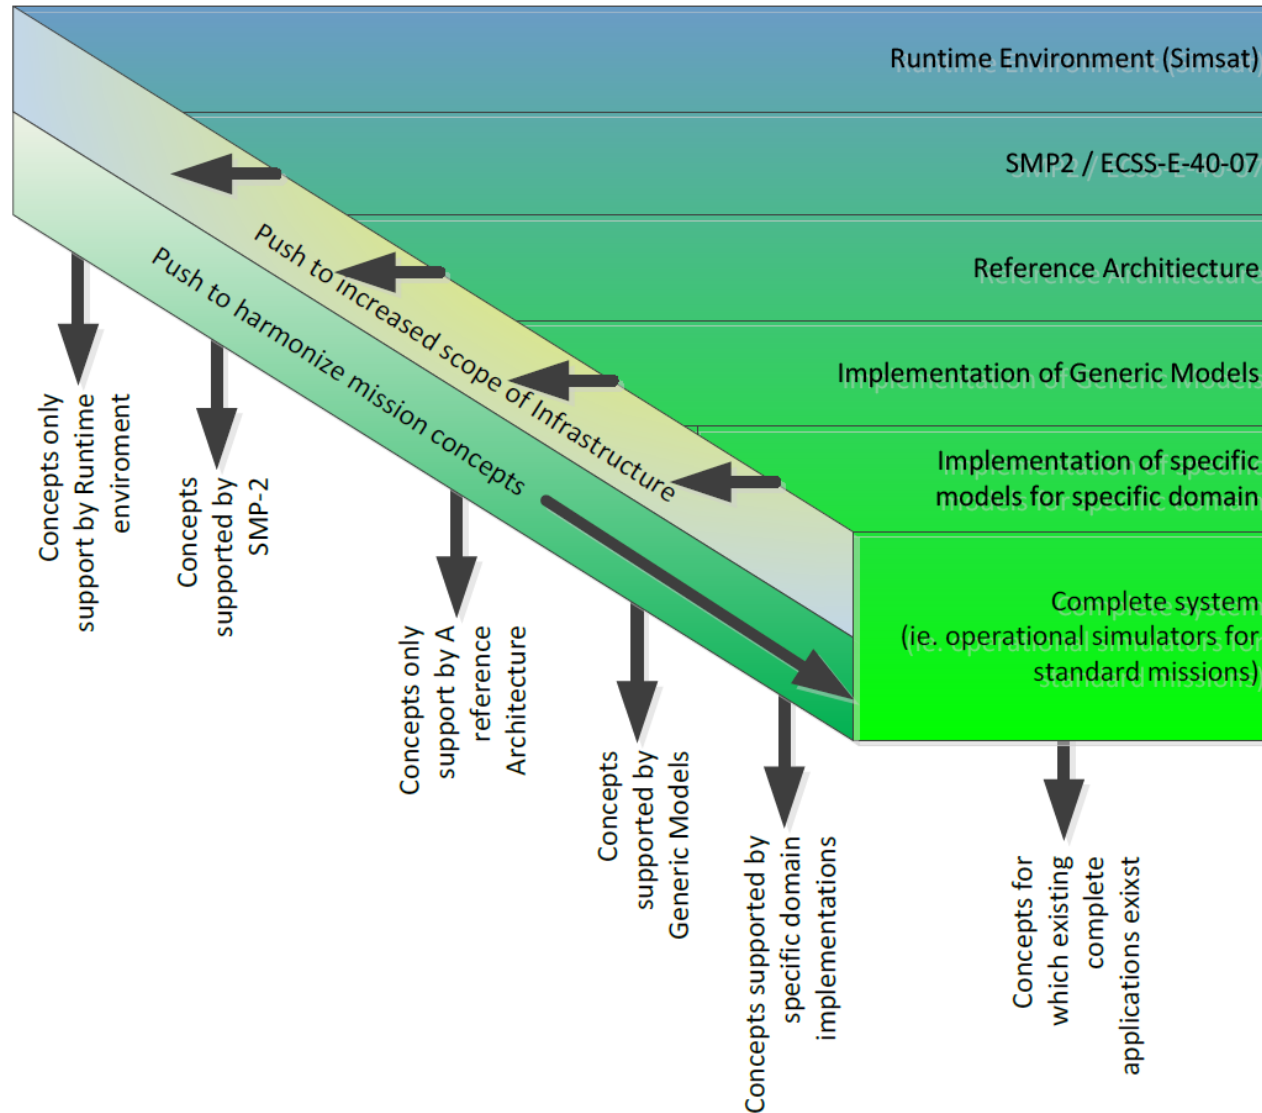 Runtime Environment (Simsat)
SMP2 / ECSS-E-40-07
Reference Architiecture
Implementation of Generic Models
Implementation of specific
models for specific domain
Complete system
(ie. operational simulators for
standard missions)
Push to increased scope of Infrastructure
Push to harmonize mission concepts
Concepts only
support by Runtime
enviroment
Concepts
supported by
SMP-2
Concepts only
support by A
reference
Architecture
Concepts
supported by
Generic Models
Concepts supported by
specific domain
implementations
Concepts for
which existing
complete
applications exixst